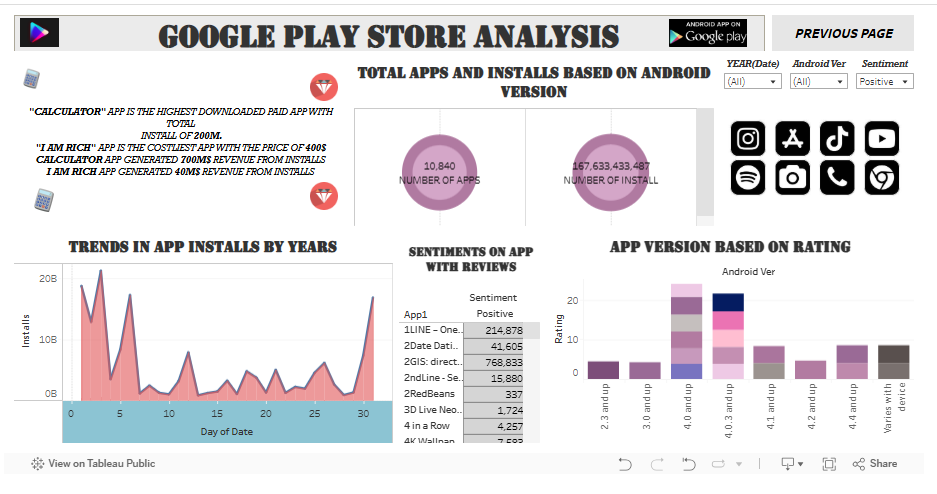 GOOGLE PLAY STORE ANALYSIS
ANDROID APP ON
Google play
PREVIOUS PAGE
YEAR(Date)
Android Ver
Sentiment
(All)
(All)
Positive
"CALCULATOR" APP IS THE HIGHEST DOWNLOADED PAID APP WITH
TOTAL
INSTALL OF 200M.
"I AM RICH" APP IS THE COSTLIEST APP WITH THE PRICE OF 400$
CALCULATOR APP GENERATED 700M$ REVENUE FROM INSTALLS
I AM RICH APP GENERATED 40M$ REVENUE FROM INSTALLS
TOTAL APPS AND INSTALLS BASED ON ANDROID
VERSION
10,840
NUMBER OF APPS
167,633,433,487
NUMBER OF INSTALL
TRENDS IN APP INSTALLS BY YEARS
20B
10B
0B
Installs
0 5 10 15 20 25 30
Day of Date
SENTIMENTS ON APP
WITH REVIEWS
Sentiment
App1 Positive
1LINE – One.. 214,878
2Date Dati.. 41,605
2GIS: direct.. 768,833
2ndLine - Se.. 15,880
2RedBeans 337
3D Live Neo.. 1,724
4 in a Row 4,257
4K Wallpap 7,583
APP VERSION BASED ON RATING
Android Ver
20
10
0
Rating
2.3 and up
3.0 and up
4.0 and up
4.0.3 and up
4.1 and up
4.2 and up
4.4 and up
Varies with
device
View on Tableau Public
Share